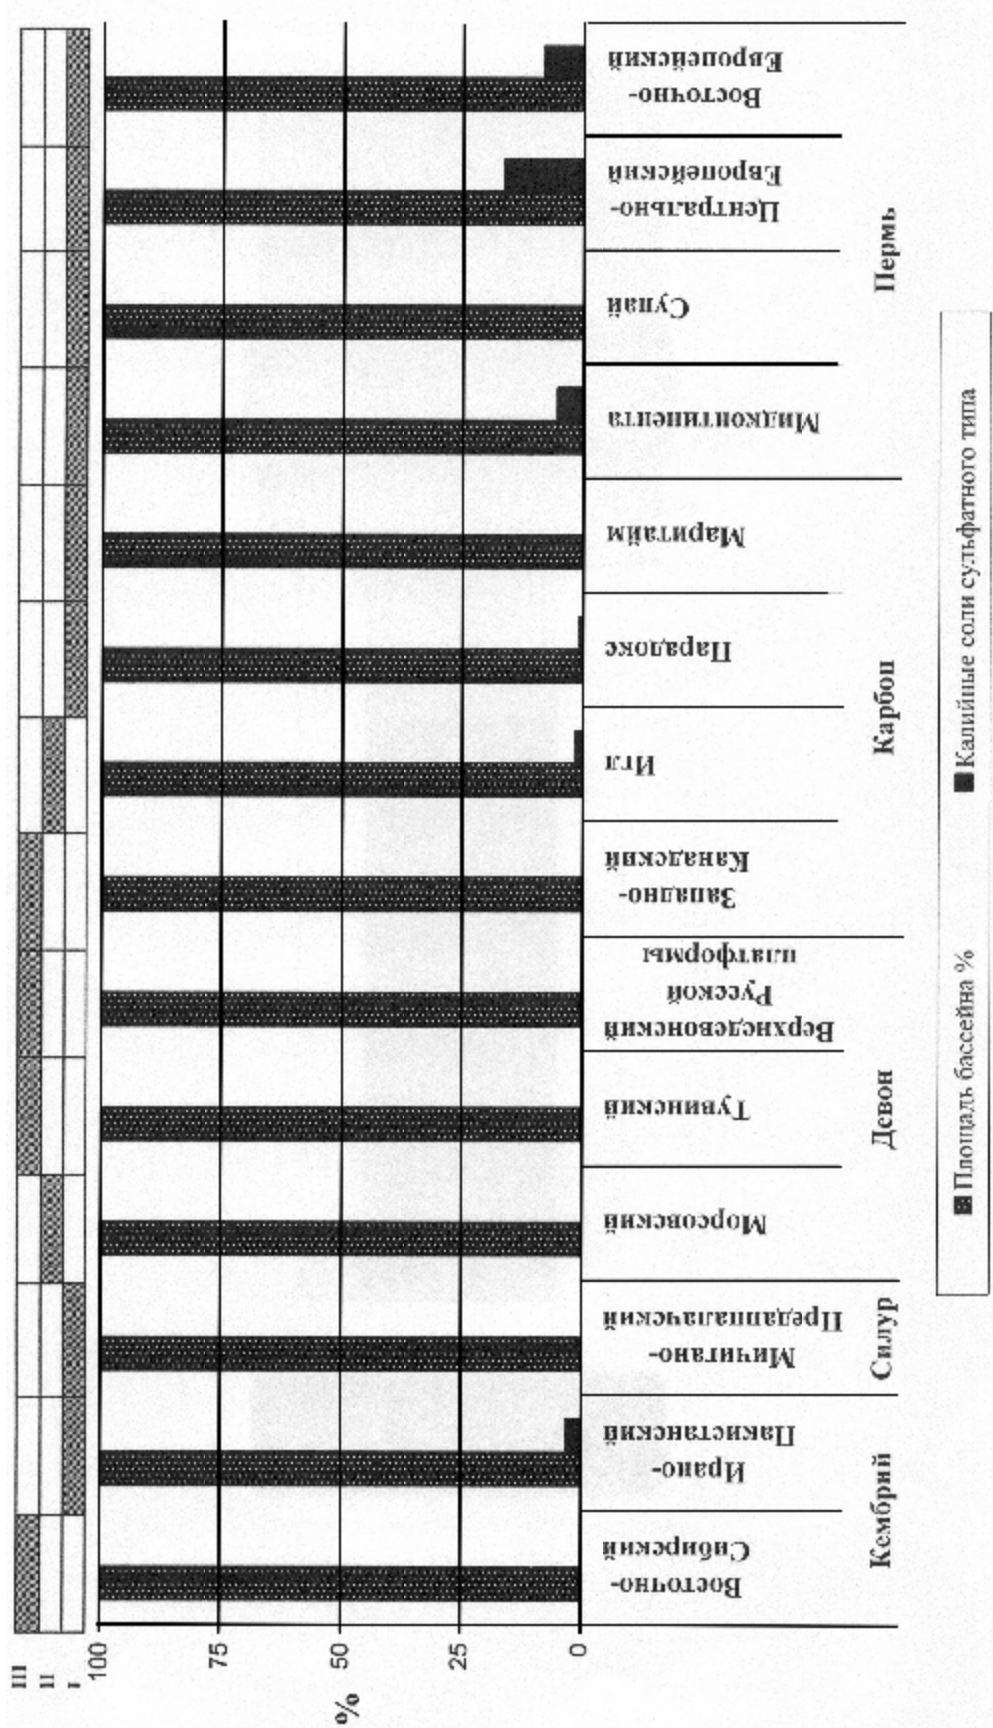 III
II
I
%
100
75
50
25
0
Восточно-
Сибирский
Ирано-
Пакистанский
Мичигано-
Предаппалачский
Морсовский
Тувинский
Верхнедевонский
Русской
платформы
Западно-
Канадский
Игл
Парадокс
Маритайм
Мидконтинента
Супай
Центрально-
Европейский
Восточно-
Европейский
Кембрий
Силур
Девон
Карбон
Пермь
Площадь бассейна %
Калийные соли сульфатного типа